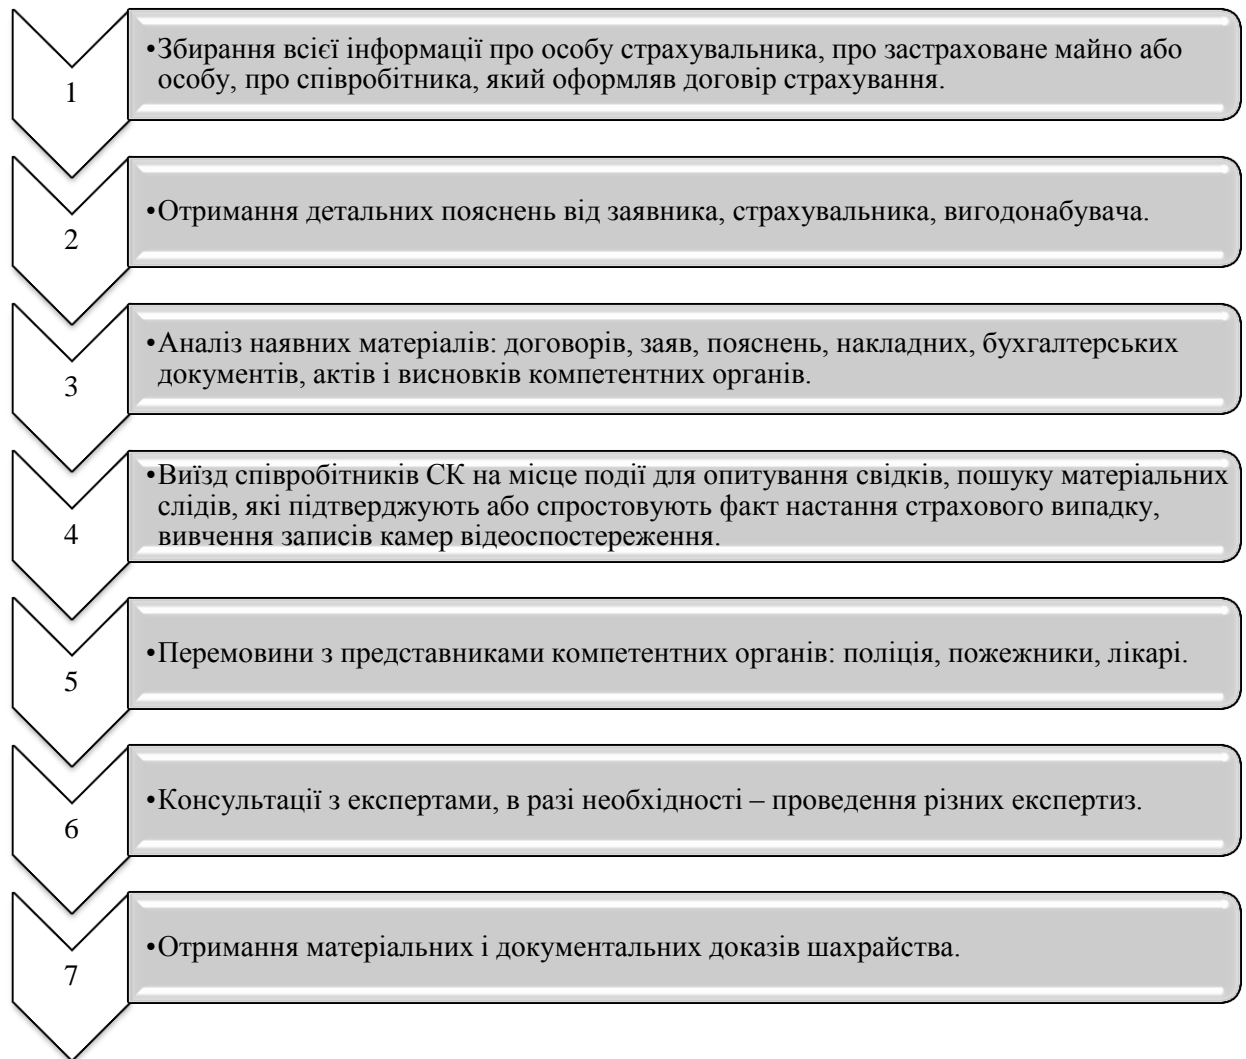 1
•Збирання всієї інформації про особу страхувальника, про застраховане майно або
особу, про співробітника, який оформляв договір страхування.
2
•Отримання детальних пояснень від заявника, страхувальника, вигодонабувача.
3
•Аналіз наявних матеріалів: договорів, заяв, пояснень, накладних, бухгалтерських
документів, актів і висновків компетентних органів.
4
•Виїзд співробітників СК на місце події для опитування свідків, пошуку матеріальних
слідів, які підтверджують або спростовують факт настання страхового випадку,
вивчення записів камер відеоспостереження.
5
•Перемовини з представниками компетентних органів: поліція, пожежники, лікарі.
6
•Консультації з експертами, в разі необхідності – проведення різних експертиз.
7
•Отримання матеріальних і документальних доказів шахрайства.